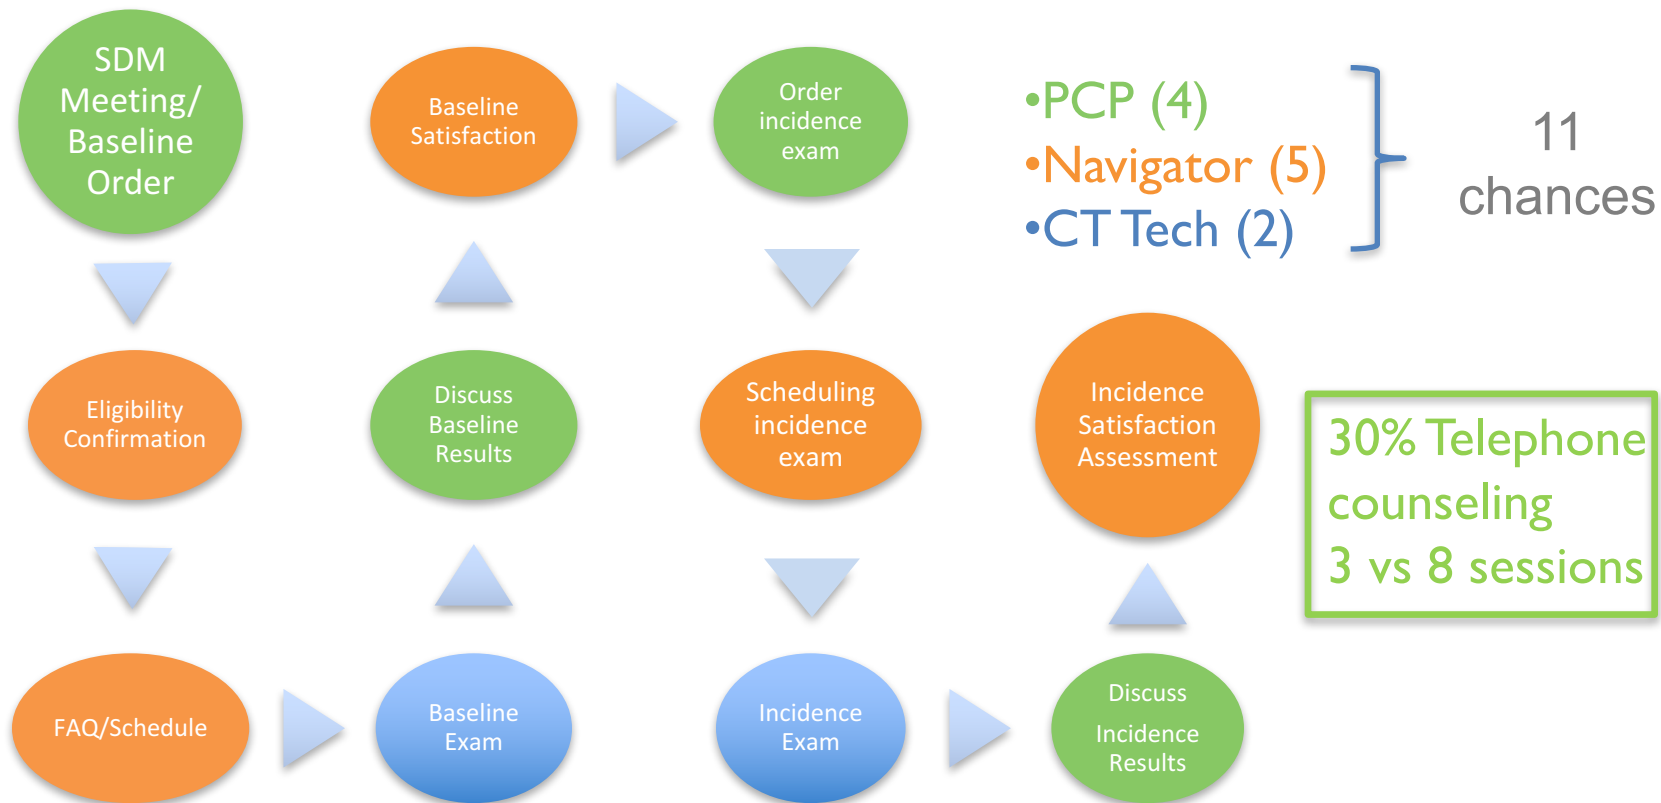 SDM
Meeting/
Baseline
Order
Eligibility
Confirmation
FAQ/Schedule
Baseline
Exam
Discuss
Baseline
Results
Baseline
Satisfaction
Order
incidence
exam
Scheduling
incidence
exam
Incidence
Exam
Discuss
Incidence
Results
Incidence
Satisfaction
Assessment
•PCP (4)
•Navigator (5)
•CT Tech (2)
11
chances
30% Telephone
counseling
3 vs 8 sessions